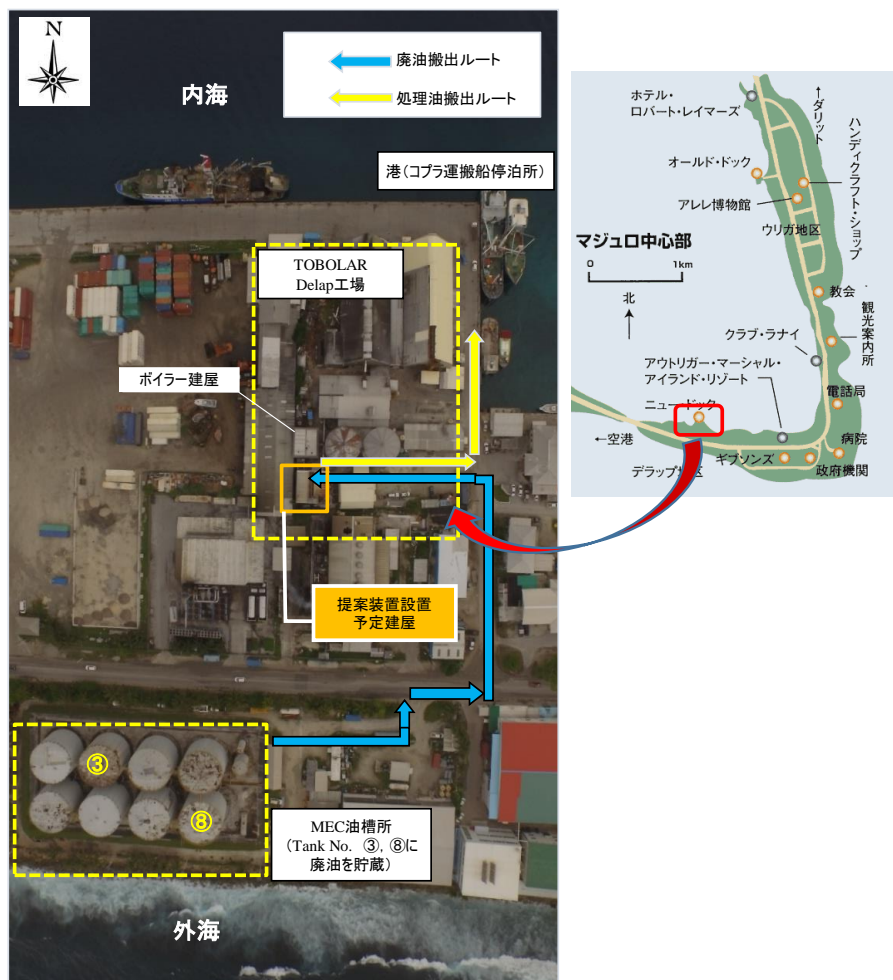 N
内海
廃油搬出ルート
処理油搬出ルート
港(コプラ運搬船停泊所)
TOBOLAR
Delap工場
ボイラー建屋
提案装置設置
予定建屋
③
⑧
MEC油槽所
(Tank No. ③, ⑧に
廃油を貯蔵)
外海
ホテル・
ロバート・レイマーズ
←ダリット
ハンディクラフト・ショップ
オールド・ドック
アレレ博物館
ウリガ地区
マジュロ中心部
0 1km
北
教会
観光案内所
クラブ・ラナイ
アウトリガー・マーシャル・
アイランド・リゾート
ニュー・ドック
電話局
←空港
病院
ギブソンズ
デラップ地区
政府機関